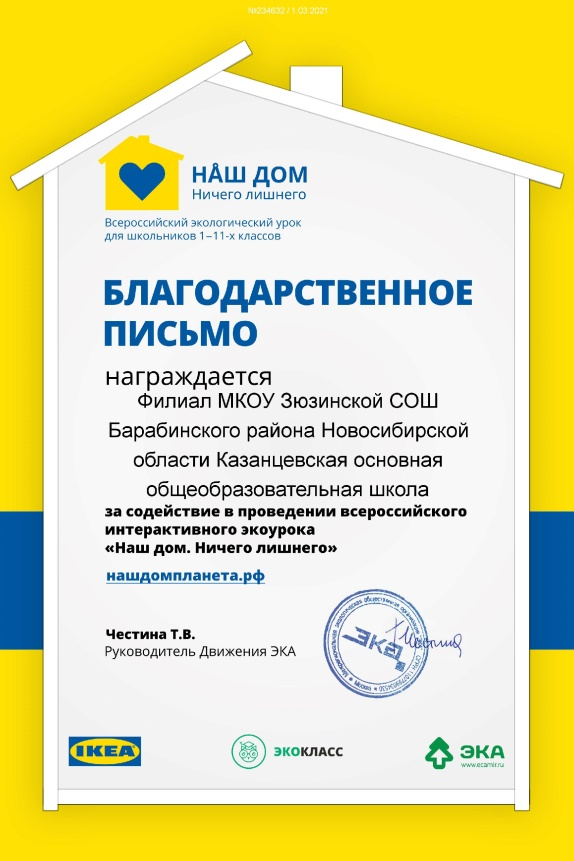 №234632 / 1.03.2021
НАШ ДОМ
Ничего лишнего
Всероссийский экологический урок
для школьников 1–11-х классов
БЛАГОДАРСТВЕННОЕ
ПИСЬМО
награждается
Филиал МКОУ Зюзинской СОШ
Барабинского района Новосибирской
области Казанцевская основная
общеобразовательная школа
за содействие в проведении всероссийского
интерактивного экоурока
«Наш дом. Ничего лишнего»
нашдомпланета.рф
Честина Т.В.
Руководитель Движения ЭКА
эка
IKEA
ЭКОКЛАСС
ЭКА
www.ecamir.ru